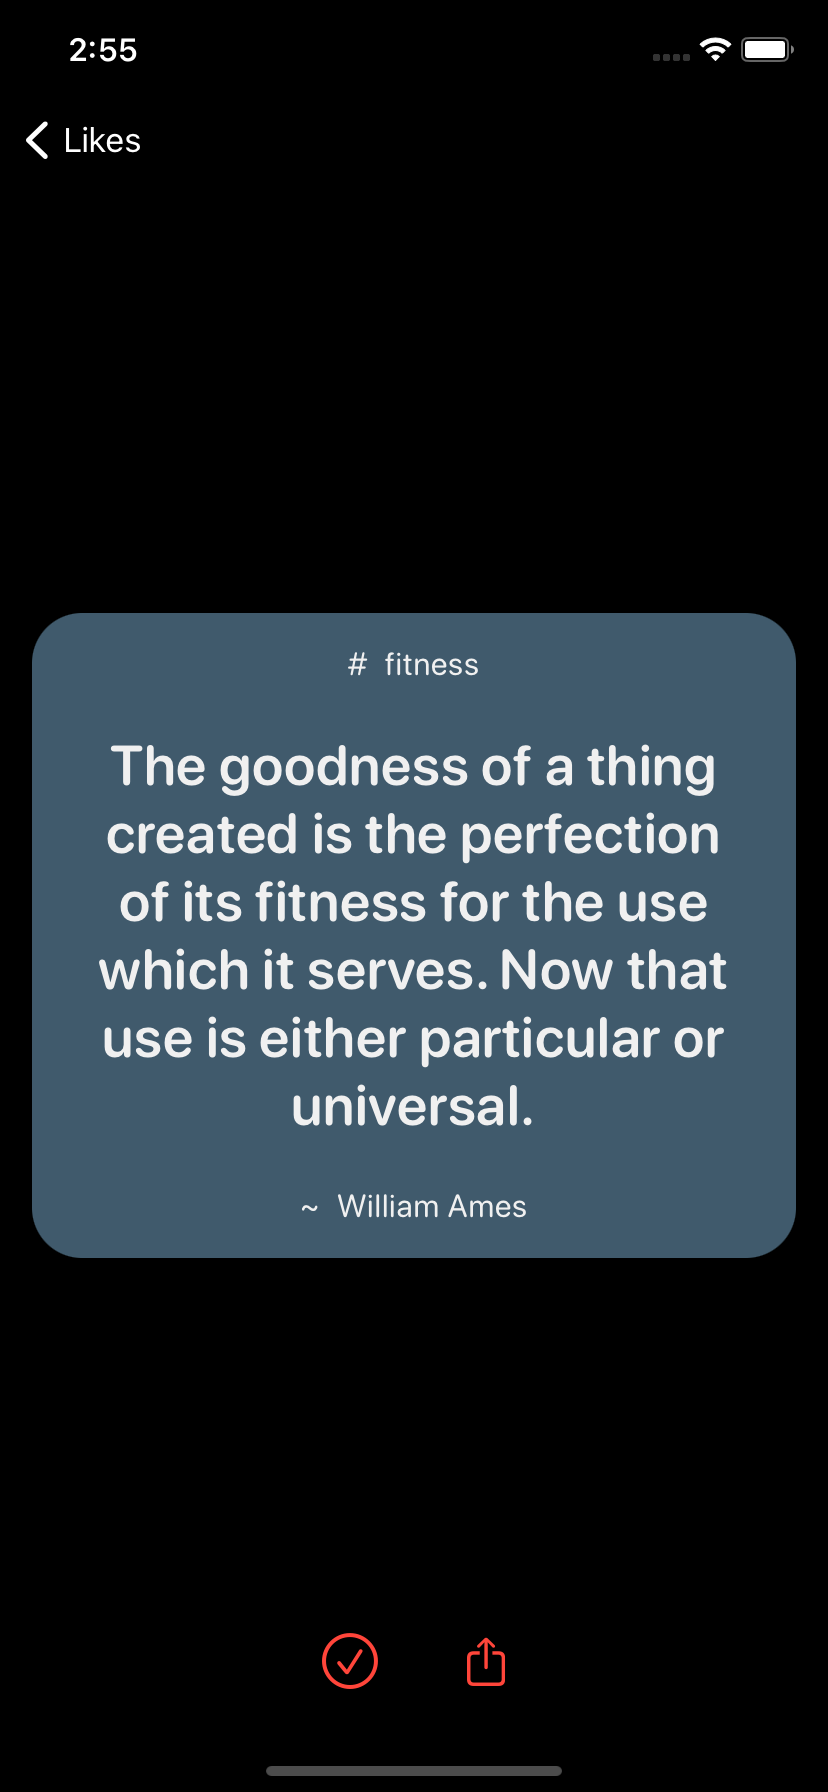 2:55
Likes
# fitness
The goodness of a thing
created is the perfection
of its fitness for the use
which it serves. Now that
use is either particular or
universal.
~ William Ames